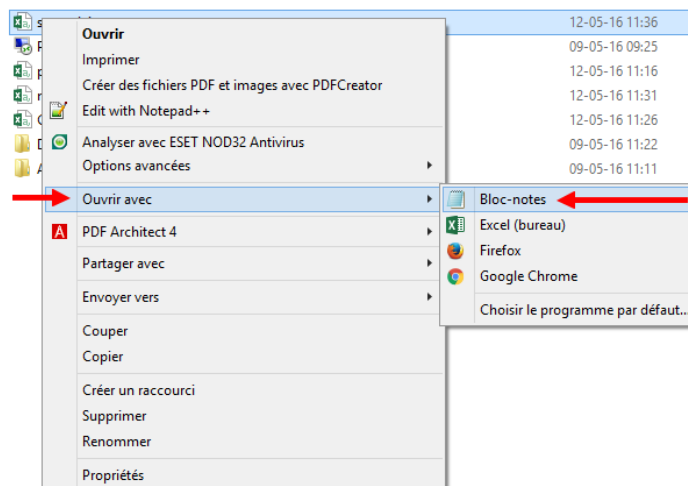 12-05-16 11:36
09-05-16 09:25
12-05-16 11:16
12-05-16 11:31
12-05-16 11:26
09-05-16 11:22
09-05-16 11:11
Ouvrir
Imprimer
Créer des fichiers PDF et images avec PDFCreator
Edit with Notepad++
Analyser avec ESET NOD32 Antivirus
Options avancées
Ouvrir avec
PDF Architect 4
Partager avec
Envoyer vers
Couper
Copier
Créer un raccourci
Supprimer
Renommer
Propriétés
Bloc-notes
Excel (bureau)
Firefox
Google Chrome
Choisir le programme par défaut...